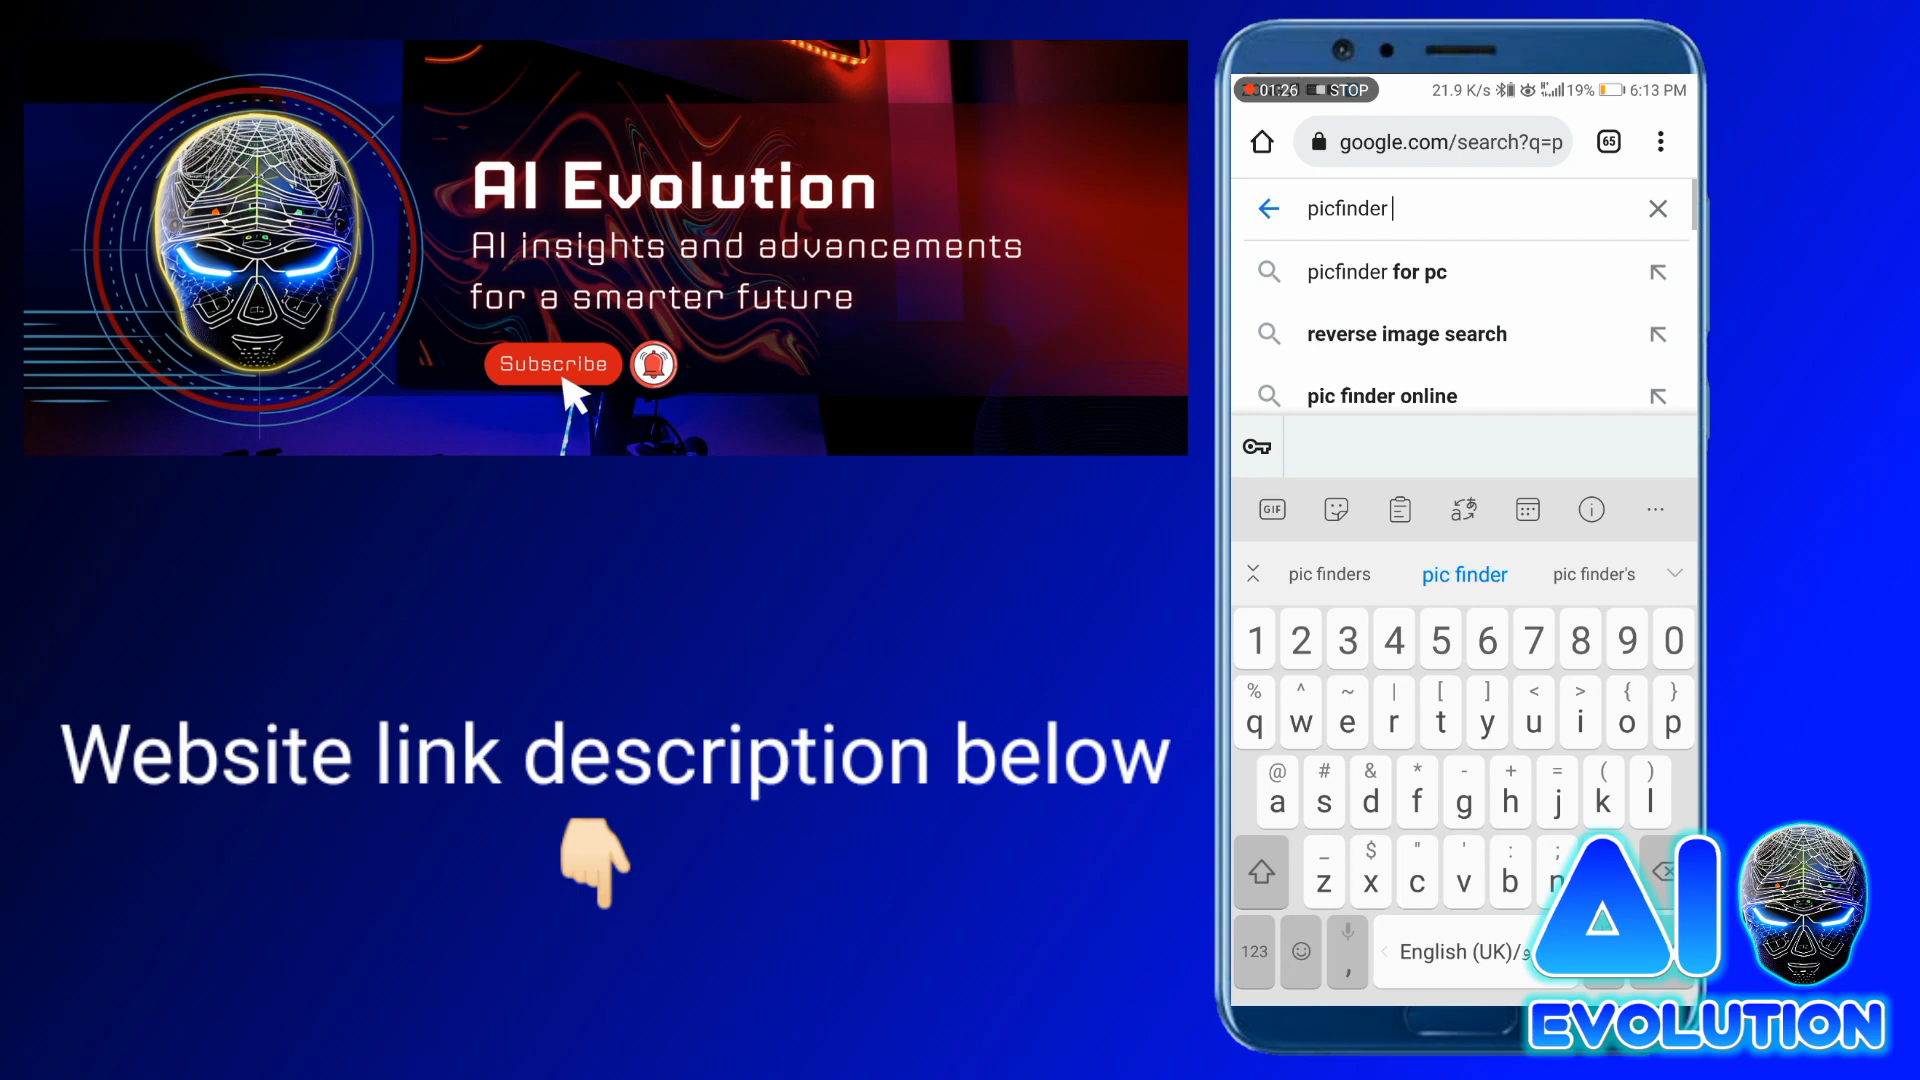 AI Evolution
AI insights and advancements
for a smarter future
Subscribe
Website link description below
01:26 STOP
21.9 K/s 19% 6:13 PM
google.com/search?q=p
65
picfinder
picfinder for pc
reverse image search
pic finder online
GIF
pic finders pic finder pic finder's
1 2 3 4 5 6 7 8 9 0
% ^ ~ | [ ] < > { }
q w e r t y u i o p
@ # & * - + = ( )
a s d f g h j k l
_ $ " ' : ;
z x c v b n
123 , English (UK)/و
AI
EVOLUTION